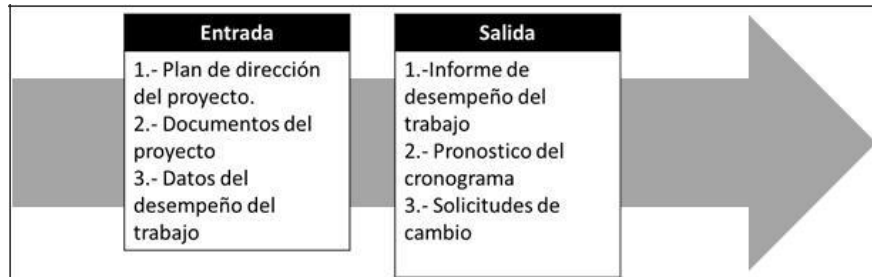 Entrada
1.- Plan de dirección
del proyecto.
2.- Documentos del
proyecto
3.- Datos del
desempeño del
trabajo
Salida
1.-Informe de
desempeño del
trabajo
2.- Pronostico del
cronograma
3.- Solicitudes de
cambio